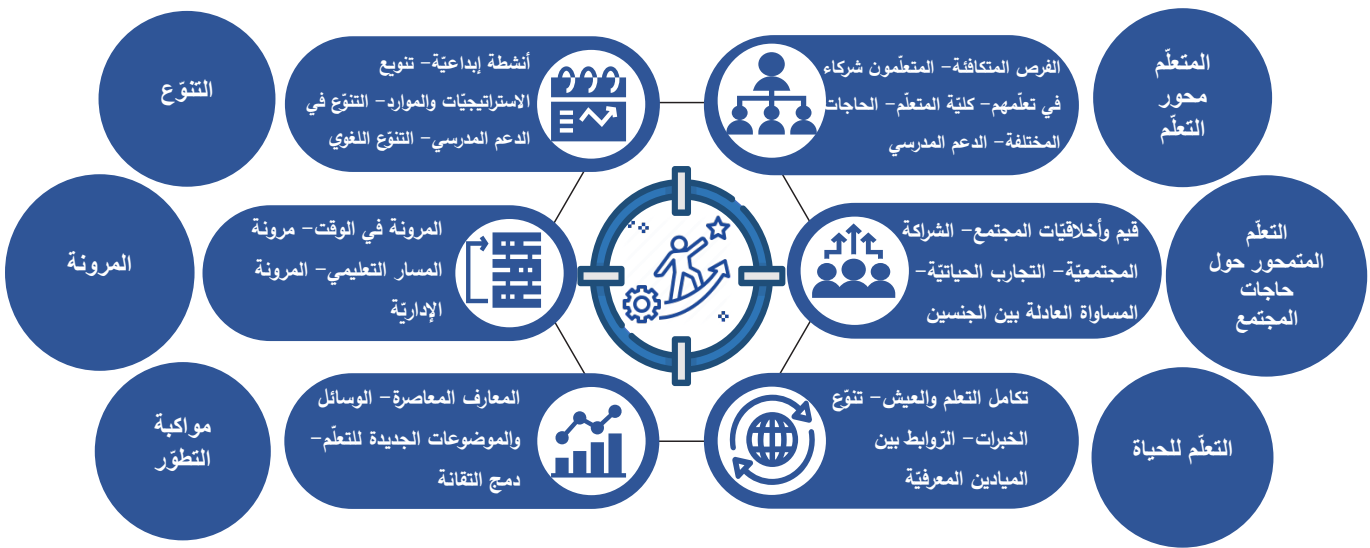 المتعلّم
محور
التعلّم
الفرص المتكافئة- المتعلّمون شركاء
في تعلّمهم- كليّة المتعلّم- الحاجات
المختلفة- الدعم المدرسي
أنشطة إبداعيّة- تنويع
الاستراتيجيّات والموارد- التنوّع في
الدعم المدرسي- التنوّع اللغوي
التنوّع
التعلّم
المتمحور حول
حاجات
المجتمع
قيم وأخلاقيّات المجتمع- الشراكة
المجتمعيّة- التجارب الحياتيّة-
المساواة العادلة بين الجنسين
المرونة في الوقت- مرونة
المسار التعليمي- المرونة
الإداريّة
المرونة
التعلّم للحياة
تكامل التعلم والعيش- تنوّع
الخبرات- الرّوابط بين
الميادين المعرفيّة
المعارف المعاصرة- الوسائل
والموضوعات الجديدة للتعلّم-
دمج التقانة
مواكبة
التطوّر